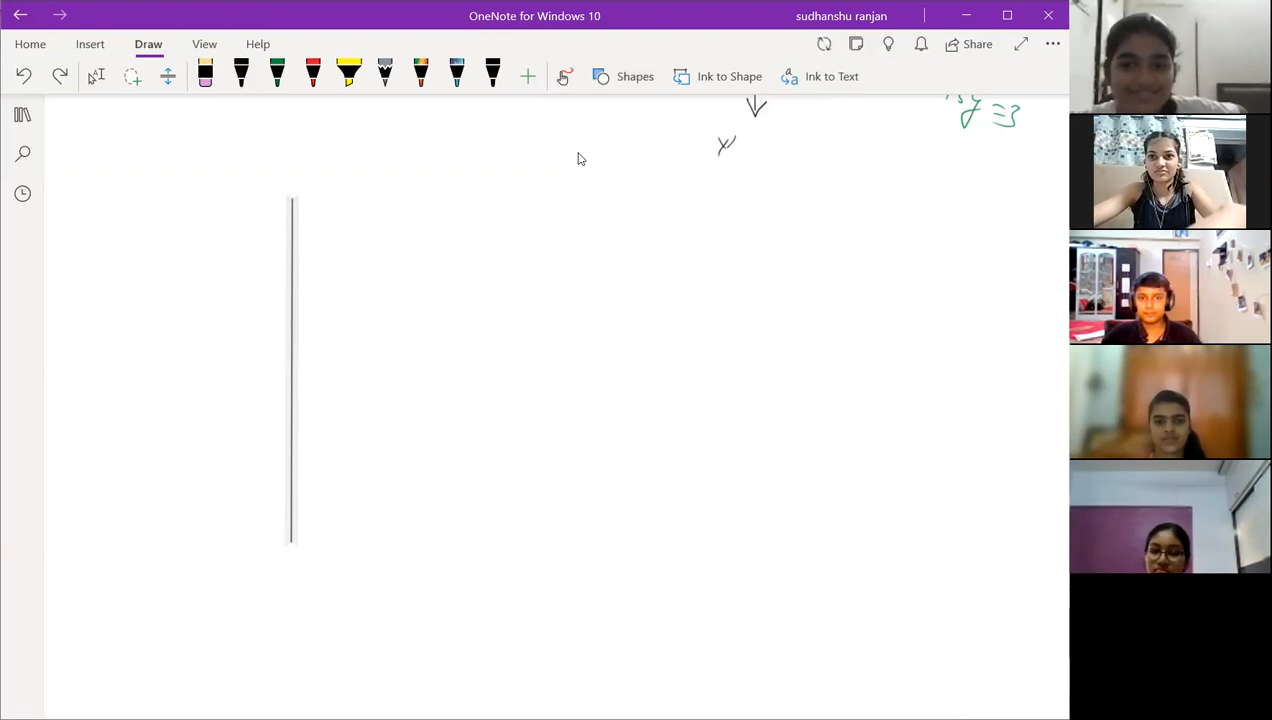 OneNote for Windows 10
sudhanshu ranjan
Home Insert Draw View Help
Share
Shapes Ink to Shape Ink to Text